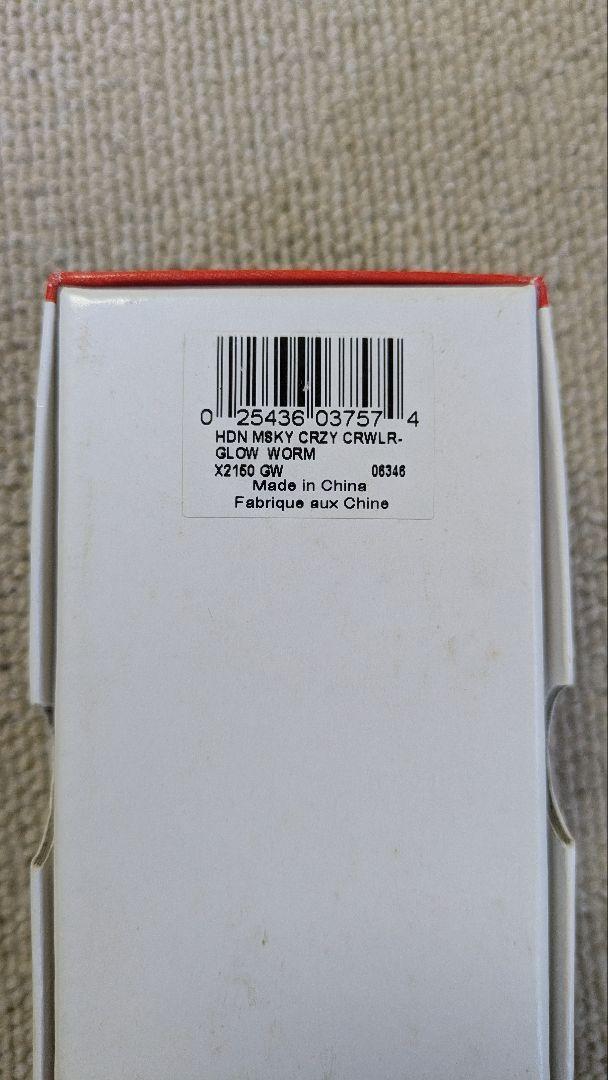 0 25436 03757 4
HDN MSKY CRZY CRWLR-
GLOW WORM
X2150 GW 06346
Made in China
Fabrique aux Chine